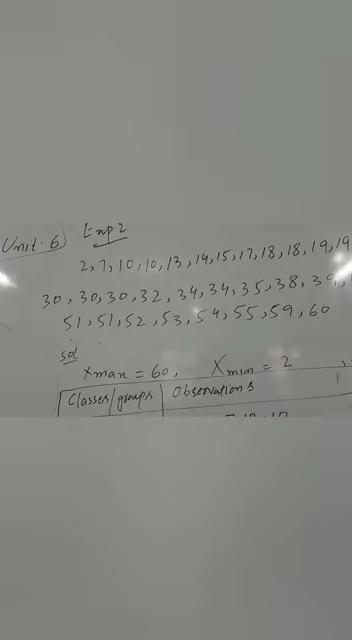 Unit. 6) Exp 2
2, 7, 10, 10, 13, 14, 15, 17, 18, 18, 19, 19
30, 30, 30, 32, 34, 34, 35, 38, 39,
51, 51, 52, 53, 54, 55, 59, 60
sol
Xmax = 60, Xmin = 2
Classes/groups | Observations